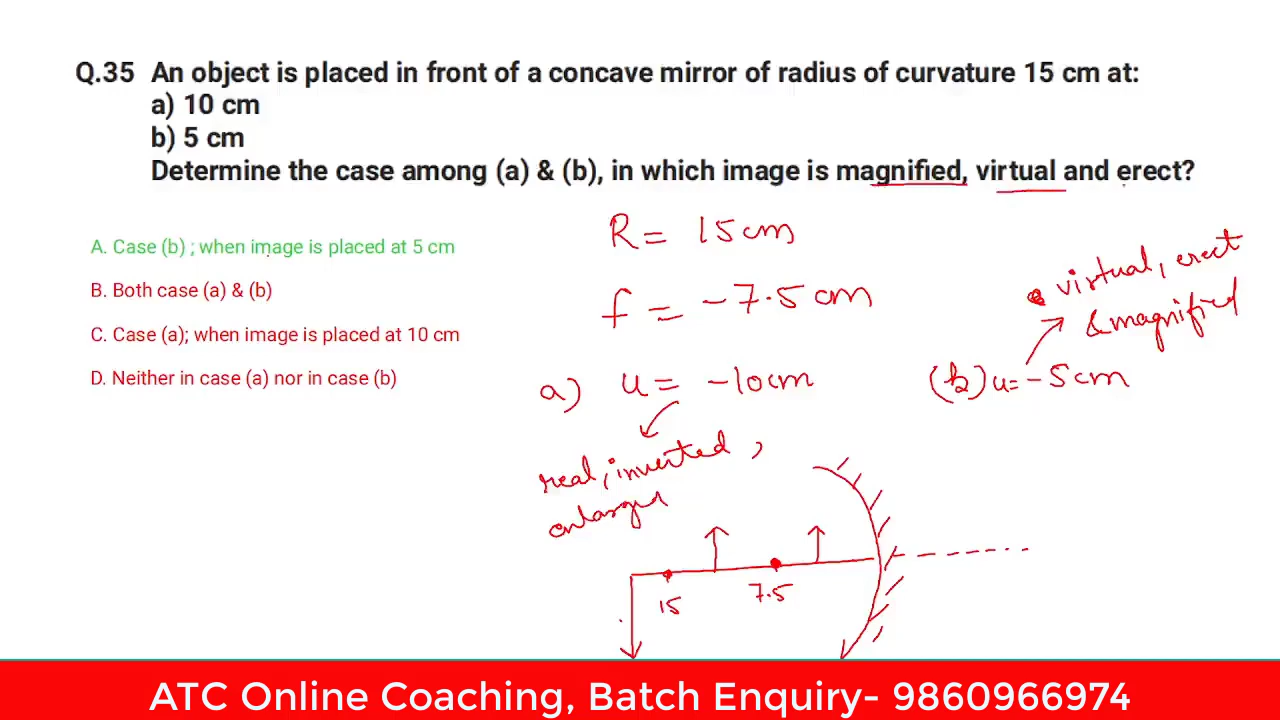 Q.35 An object is placed in front of a concave mirror of radius of curvature 15 cm at:
a) 10 cm
b) 5 cm
Determine the case among (a) & (b), in which image is magnified, virtual and erect?
A. Case (b) ; when image is placed at 5 cm
B. Both case (a) & (b)
C. Case (a); when image is placed at 10 cm
D. Neither in case (a) nor in case (b)
R = 15 cm
f = -7.5 cm
virtual, erect
& magnified
a) u = -10 cm
(b) u = -5 cm
real, inverted,
enlarged
15
7.5
ATC Online Coaching, Batch Enquiry- 9860966974